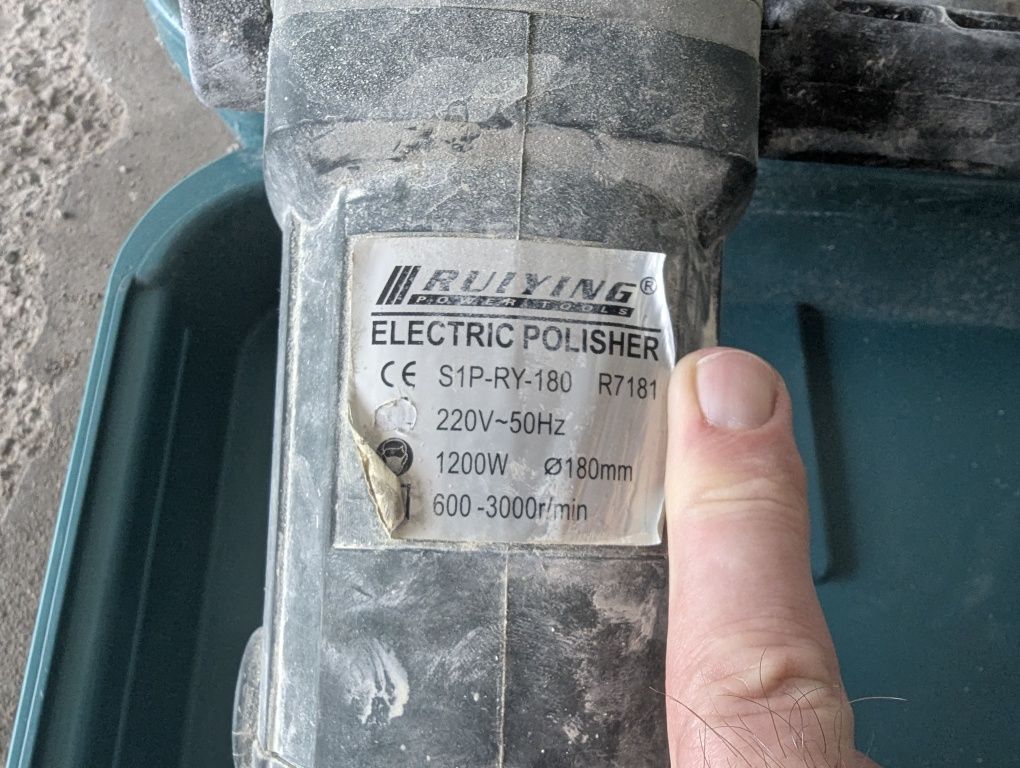 RUIYING®
POWER TOOLS
ELECTRIC POLISHER
CE S1P-RY-180 R7181
220V~50Hz
1200W Ø180mm
600-3000r/min